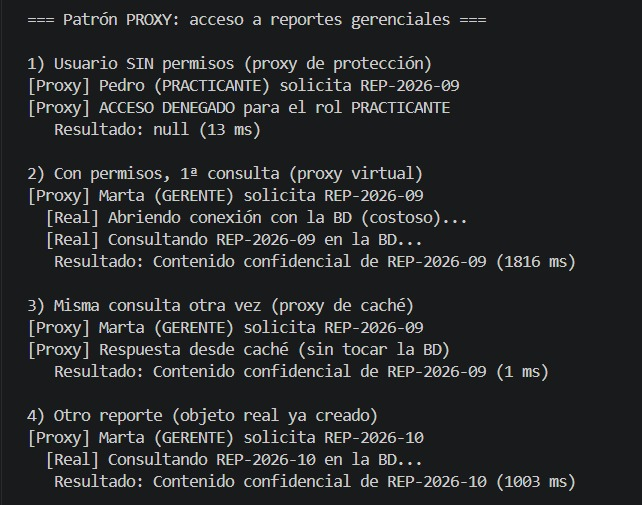 === Patrón PROXY: acceso a reportes gerenciales ===
1) Usuario SIN permisos (proxy de protección)
[Proxy] Pedro (PRACTICANTE) solicita REP-2026-09
[Proxy] ACCESO DENEGADO para el rol PRACTICANTE
Resultado: null (13 ms)
2) Con permisos, 1ª consulta (proxy virtual)
[Proxy] Marta (GERENTE) solicita REP-2026-09
[Real] Abriendo conexión con la BD (costoso)...
[Real] Consultando REP-2026-09 en la BD...
Resultado: Contenido confidencial de REP-2026-09 (1816 ms)
3) Misma consulta otra vez (proxy de caché)
[Proxy] Marta (GERENTE) solicita REP-2026-09
[Proxy] Respuesta desde caché (sin tocar la BD)
Resultado: Contenido confidencial de REP-2026-09 (1 ms)
4) Otro reporte (objeto real ya creado)
[Proxy] Marta (GERENTE) solicita REP-2026-10
[Real] Consultando REP-2026-10 en la BD...
Resultado: Contenido confidencial de REP-2026-10 (1003 ms)